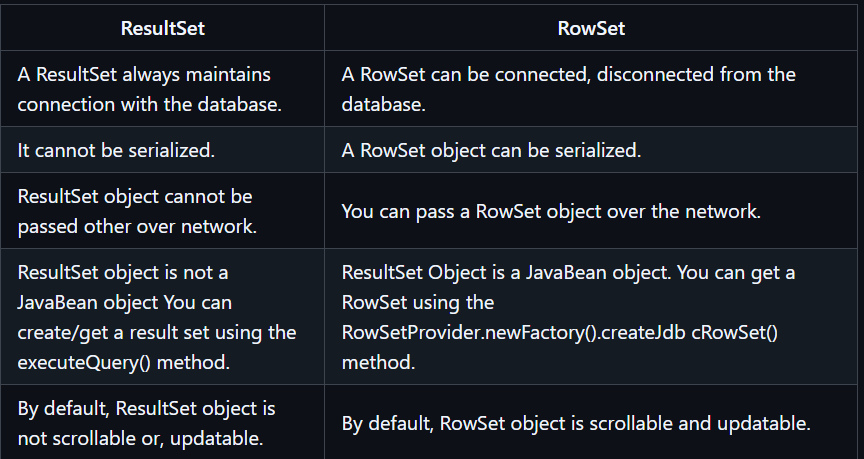 ResultSet
RowSet
A ResultSet always maintains
connection with the database.
A RowSet can be connected, disconnected from the
database.
It cannot be serialized.
A RowSet object can be serialized.
ResultSet object cannot be
passed other over network.
You can pass a RowSet object over the network.
ResultSet object is not a
JavaBean object You can
create/get a result set using the
executeQuery() method.
ResultSet Object is a JavaBean object. You can get a
RowSet using the
RowSetProvider.newFactory().createJdb cRowSet()
method.
By default, ResultSet object is
not scrollable or, updatable.
By default, RowSet object is scrollable and updatable.